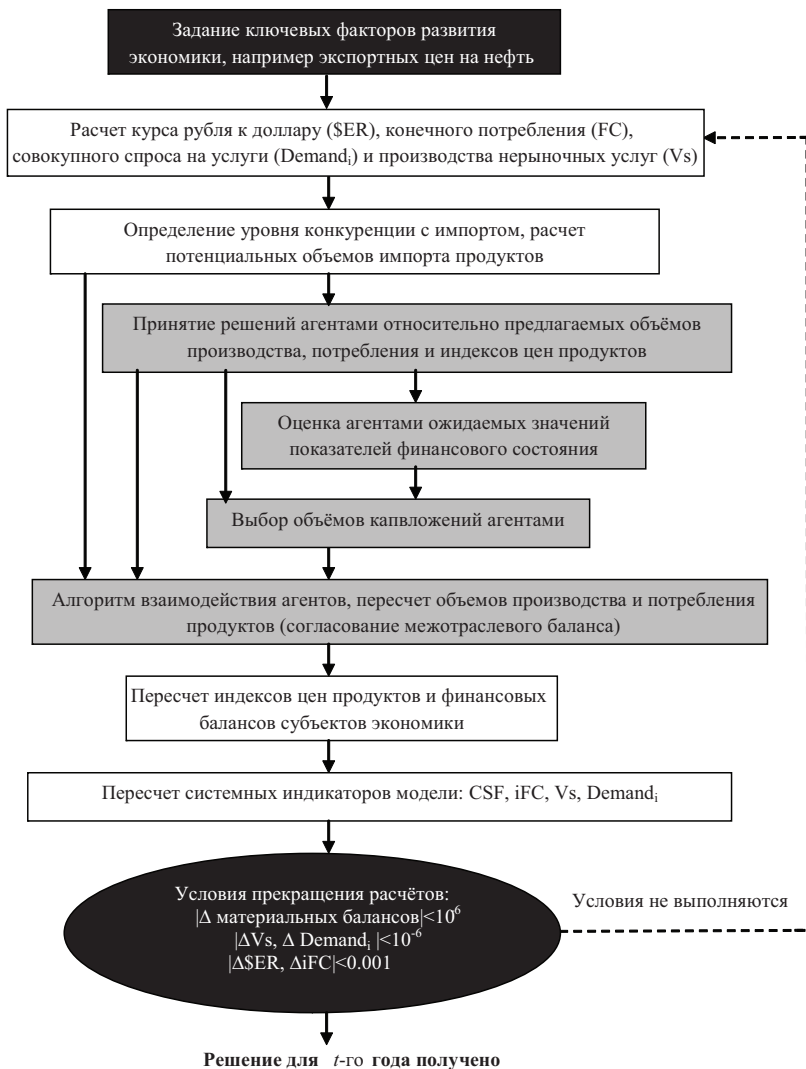 Задание ключевых факторов развития
экономики, например экспортных цен на нефть
Расчет курса рубля к доллару ($ER), конечного потребления (FC),
совокупного спроса на услуги (Demandᵢ) и производства нерыночных услуг (Vs)
Определение уровня конкуренции с импортом, расчет
потенциальных объемов импорта продуктов
Принятие решений агентами относительно предлагаемых объёмов
производства, потребления и индексов цен продуктов
Оценка агентами ожидаемых значений
показателей финансового состояния
Выбор объёмов капвложений агентами
Алгоритм взаимодействия агентов, пересчет объемов производства и потребления
продуктов (согласование межотраслевого баланса)
Пересчет индексов цен продуктов и финансовых
балансов субъектов экономики
Пересчет системных индикаторов модели: CSF, iFC, Vs, Demandᵢ
Условия прекращения расчётов:
|Δ материальных балансов|<10⁶
|ΔVs, Δ Demandᵢ |<10⁻⁶
|Δ$ER, ΔiFC|<0.001
Условия не выполняются
Решение для t-го года получено